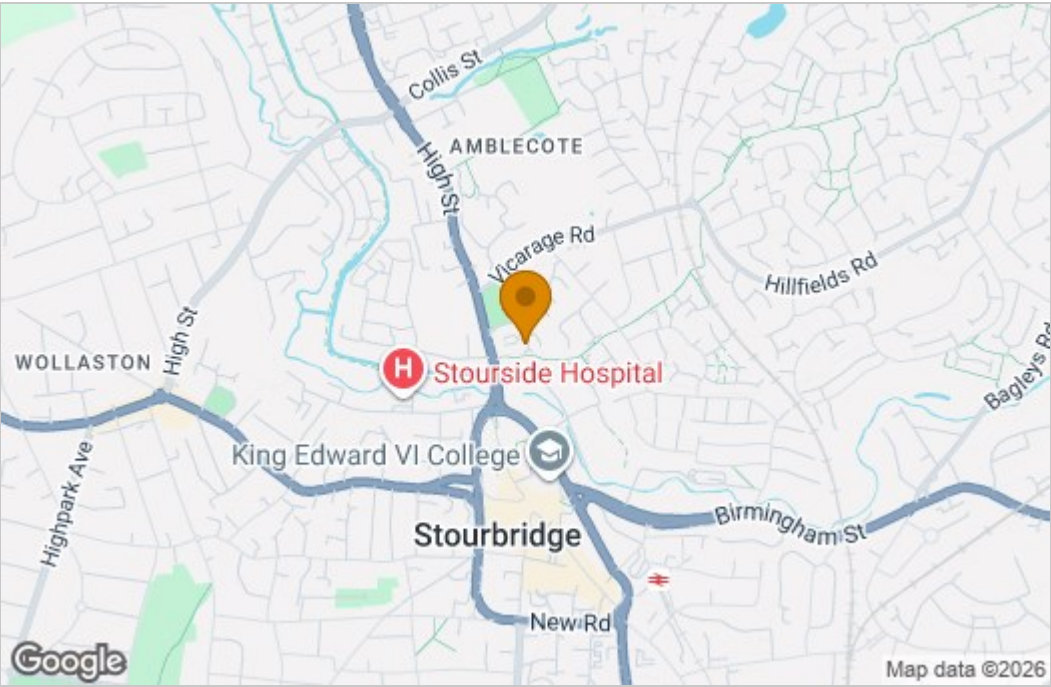 Collis St
AMBLECOTE
High St
Vicarage Rd
Hillfields Rd
High St
WOLLASTON
H
Stourside Hospital
Bagleys Rd
King Edward VI College
Highpark Ave
Birmingham St
Stourbridge
New Rd
Google
Map data ©2026